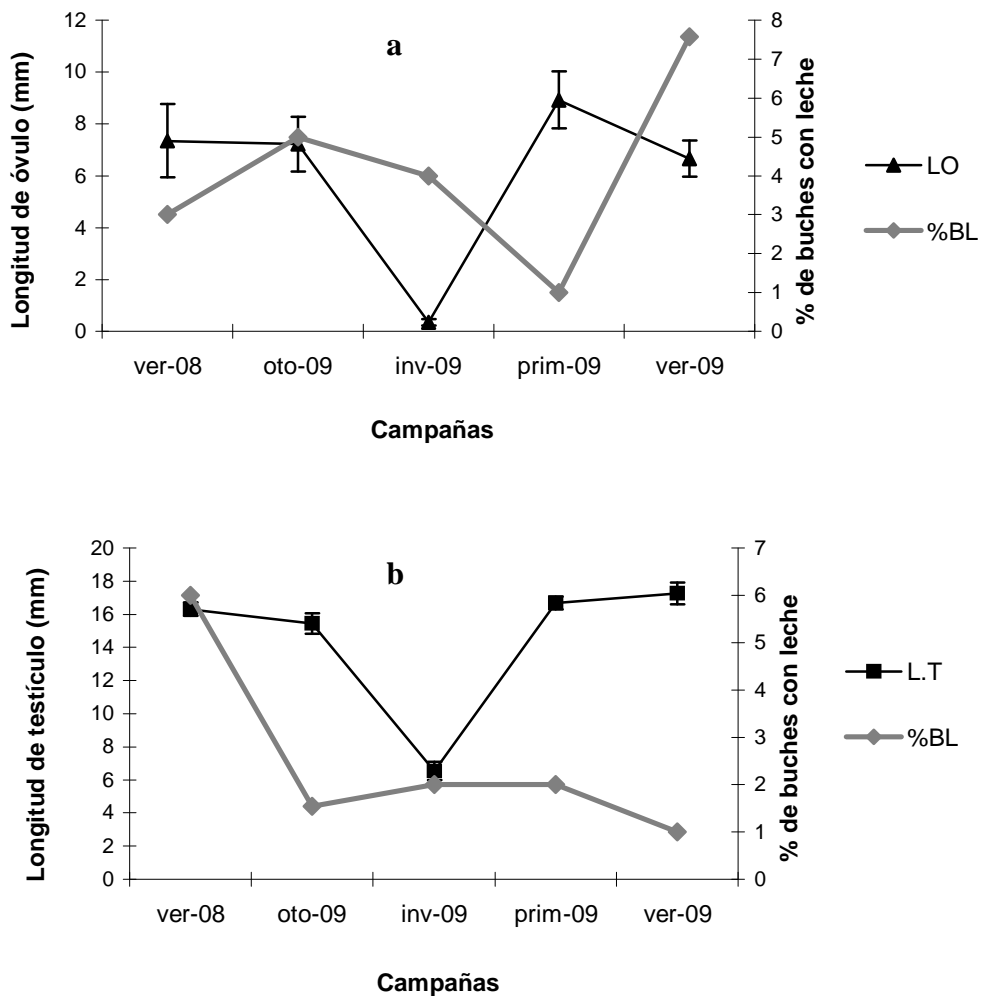 a
Longitud de óvulo (mm)
12
10
8
6
4
2
0
8
7
6
5
4
3
2
1
0
% de buches con leche
LO
%BL
ver-08 oto-09 inv-09 prim-09 ver-09
Campañas
b
Longitud de testículo (mm)
20
18
16
14
12
10
8
6
4
2
0
7
6
5
4
3
2
1
0
% de buches con leche
L.T
%BL
ver-08 oto-09 inv-09 prim-09 ver-09
Campañas